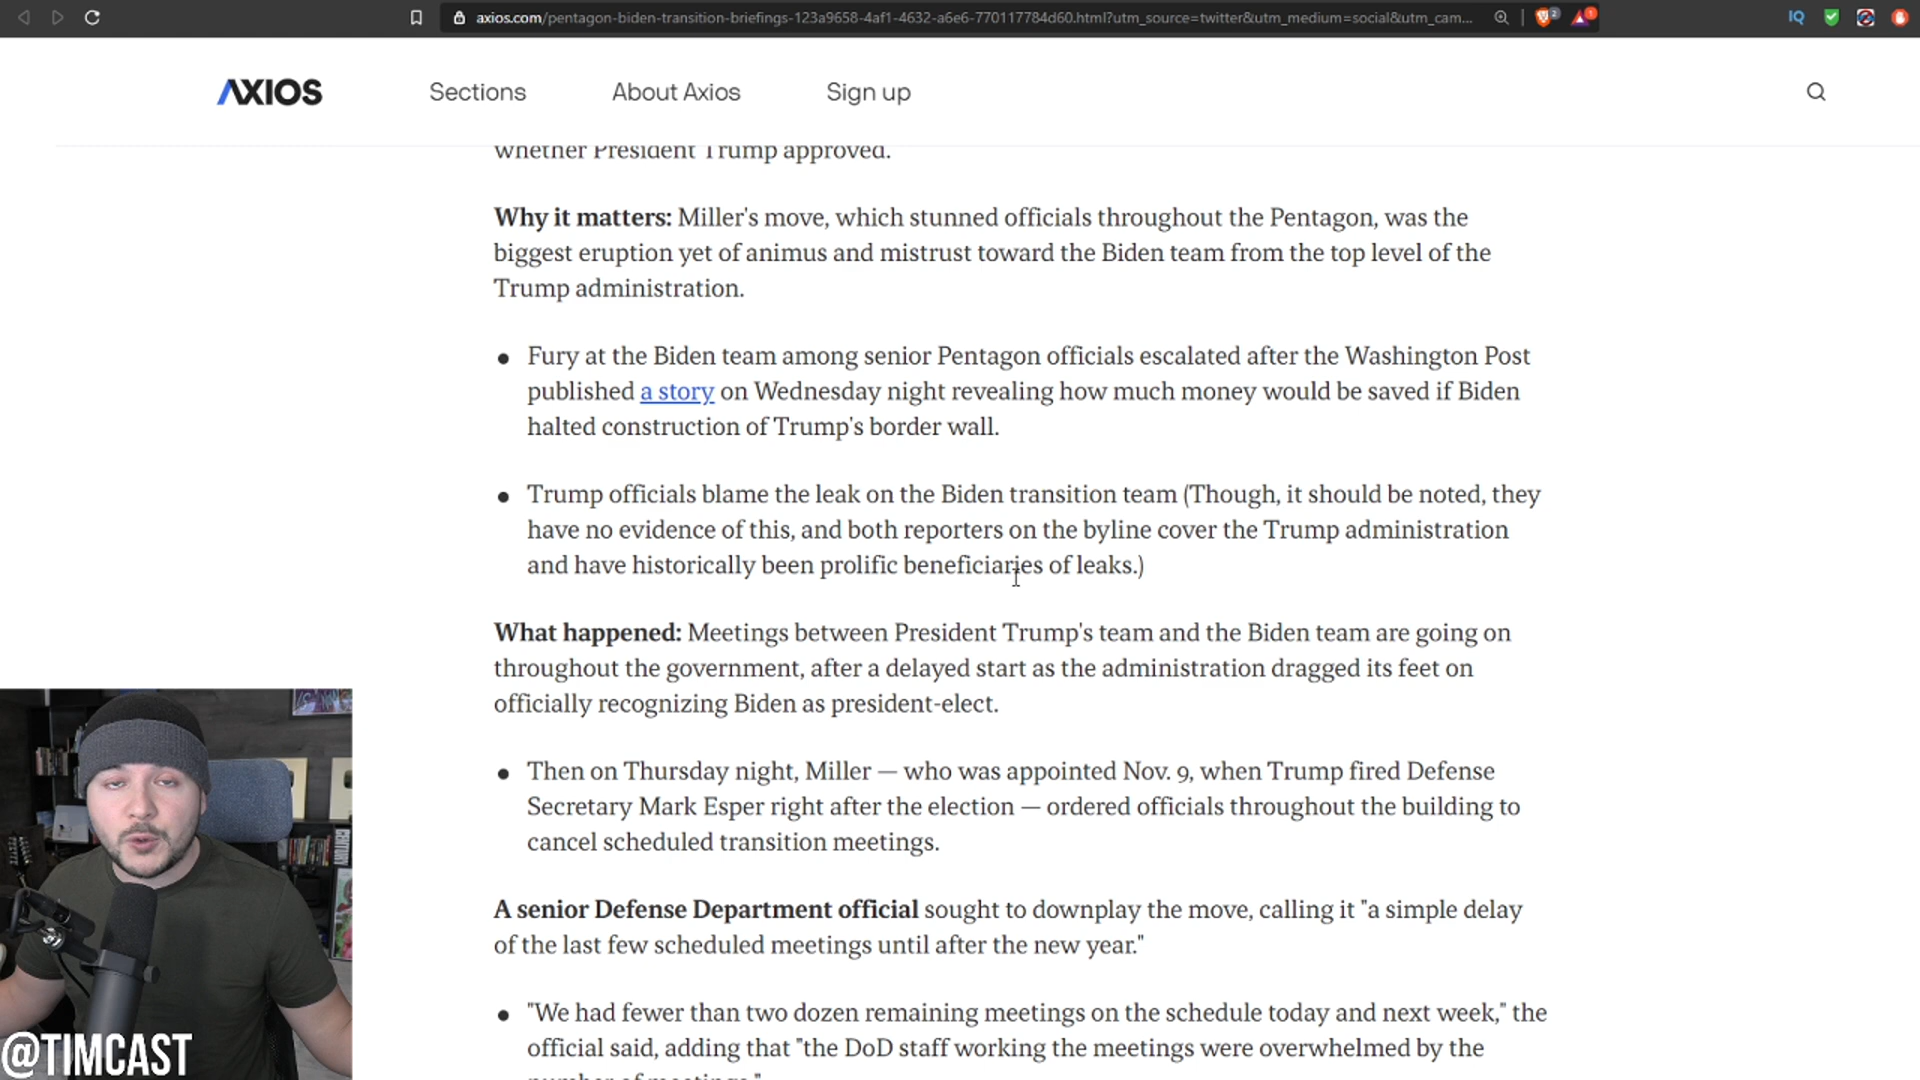 axios.com/pentagon-biden-transition-briefings-123a9658-4af1-4632-a6e6-770117784d60.html?utm_source=twitter&utm_medium=social&utm_cam...
IQ
AXIOS
Sections
About Axios
Sign up
whether President Trump approved.
Why it matters: Miller's move, which stunned officials throughout the Pentagon, was the
biggest eruption yet of animus and mistrust toward the Biden team from the top level of the
Trump administration.
● Fury at the Biden team among senior Pentagon officials escalated after the Washington Post
published a story on Wednesday night revealing how much money would be saved if Biden
halted construction of Trump's border wall.
● Trump officials blame the leak on the Biden transition team (Though, it should be noted, they
have no evidence of this, and both reporters on the byline cover the Trump administration
and have historically been prolific beneficiaries of leaks.)
What happened: Meetings between President Trump's team and the Biden team are going on
throughout the government, after a delayed start as the administration dragged its feet on
officially recognizing Biden as president-elect.
● Then on Thursday night, Miller — who was appointed Nov. 9, when Trump fired Defense
Secretary Mark Esper right after the election — ordered officials throughout the building to
cancel scheduled transition meetings.
A senior Defense Department official sought to downplay the move, calling it "a simple delay
of the last few scheduled meetings until after the new year."
● "We had fewer than two dozen remaining meetings on the schedule today and next week," the
official said, adding that "the DoD staff working the meetings were overwhelmed by the
number of meetings."
@TIMCAST